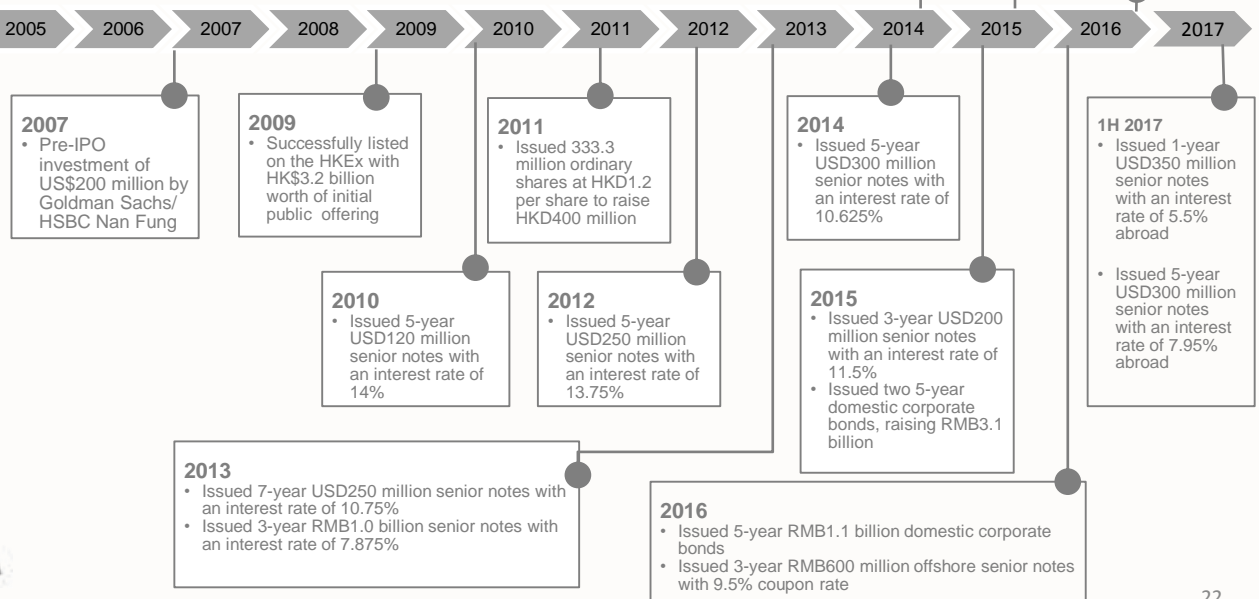 2005 2006 2007 2008 2009 2010 2011 2012 2013 2014 2015 2016 2017
2007
• Pre-IPO
investment of
US$200 million by
Goldman Sachs/
HSBC Nan Fung
2009
• Successfully listed
on the HKEx with
HK$3.2 billion
worth of initial
public offering
2011
• Issued 333.3
million ordinary
shares at HKD1.2
per share to raise
HKD400 million
2014
• Issued 5-year
USD300 million
senior notes with
an interest rate of
10.625%
1H 2017
• Issued 1-year
USD350 million
senior notes
with an interest
rate of 5.5%
abroad
• Issued 5-year
USD300 million
senior notes
with an interest
rate of 7.95%
abroad
2010
• Issued 5-year
USD120 million
senior notes with
an interest rate of
14%
2012
• Issued 5-year
USD250 million
senior notes with
an interest rate of
13.75%
2015
• Issued 3-year USD200
million senior notes
with an interest rate of
11.5%
• Issued two 5-year
domestic corporate
bonds, raising RMB3.1
billion
2013
• Issued 7-year USD250 million senior notes with
an interest rate of 10.75%
• Issued 3-year RMB1.0 billion senior notes with
an interest rate of 7.875%
2016
• Issued 5-year RMB1.1 billion domestic corporate
bonds
• Issued 3-year RMB600 million offshore senior notes
with 9.5% coupon rate
22